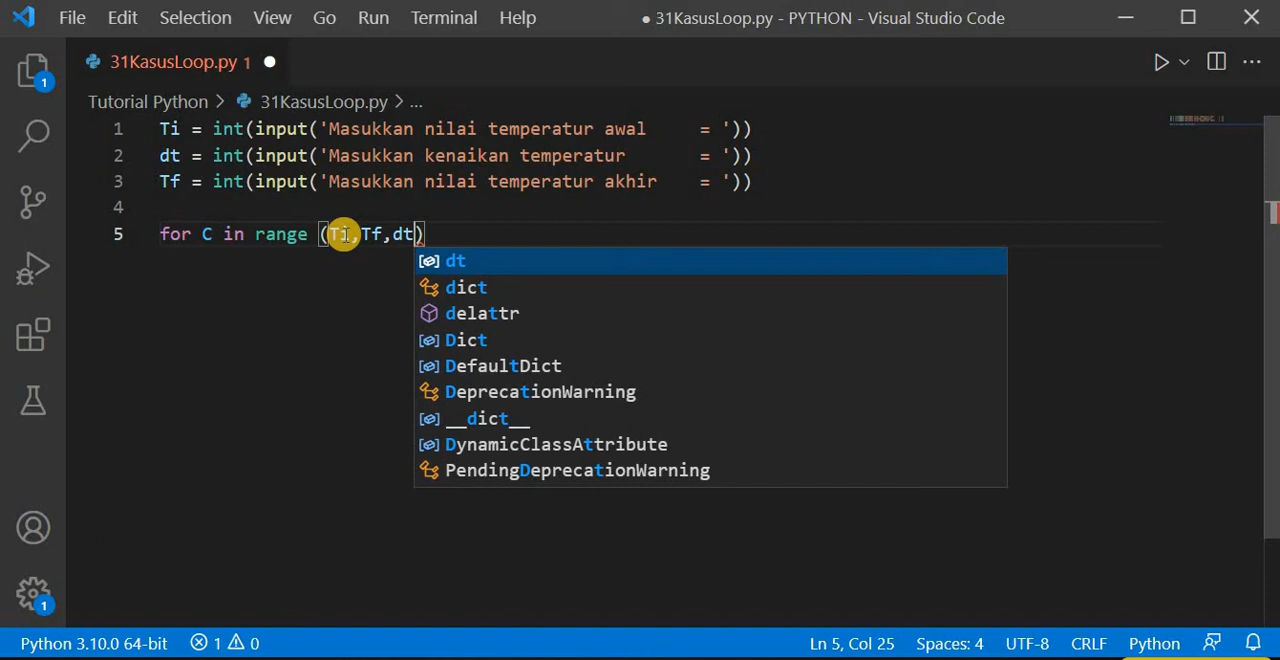 File Edit Selection View Go Run Terminal Help
● 31KasusLoop.py - PYTHON - Visual Studio Code
31KasusLoop.py 1 ●
Tutorial Python > 31KasusLoop.py > ...
1 Ti = int(input('Masukkan nilai temperatur awal     = '))
2 dt = int(input('Masukkan kenaikan temperatur       = '))
3 Tf = int(input('Masukkan nilai temperatur akhir    = '))
4
5 for C in range (Ti,Tf,dt)
dt
dict
delattr
Dict
DefaultDict
DeprecationWarning
__dict__
DynamicClassAttribute
PendingDeprecationWarning
1
1
Python 3.10.0 64-bit 1 0 Ln 5, Col 25 Spaces: 4 UTF-8 CRLF Python